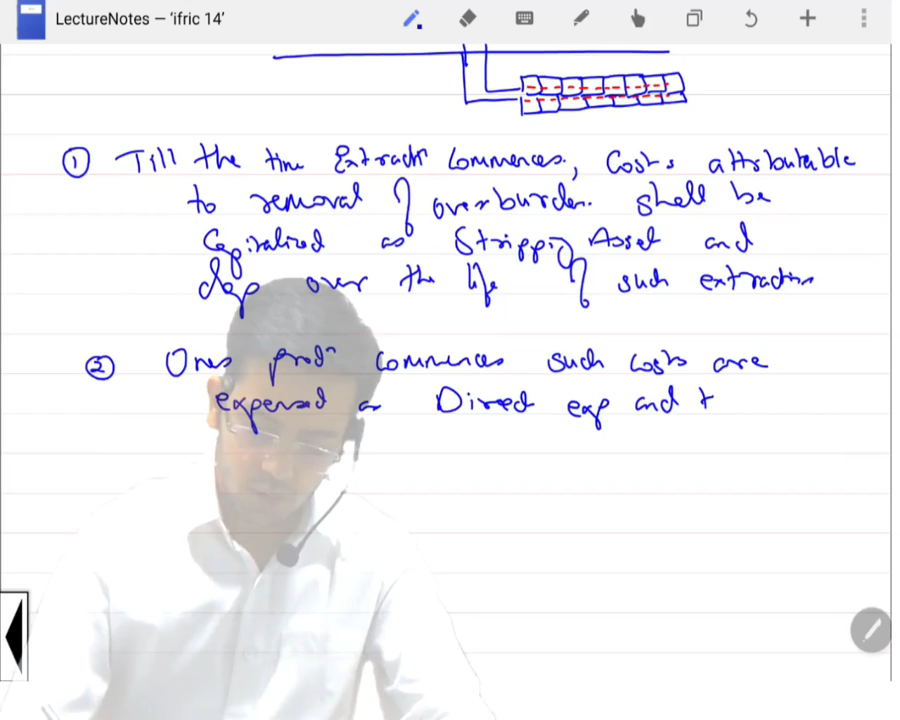 LectureNotes – 'ifric 14'
① Till the time Extractn Commences, Costs attributable
to removal of overburden. shall be
Capitalized as Stripping Asset and
dep over the life of such extraction
② Ones prodn commences such costs are
expensed as Direct exp and t